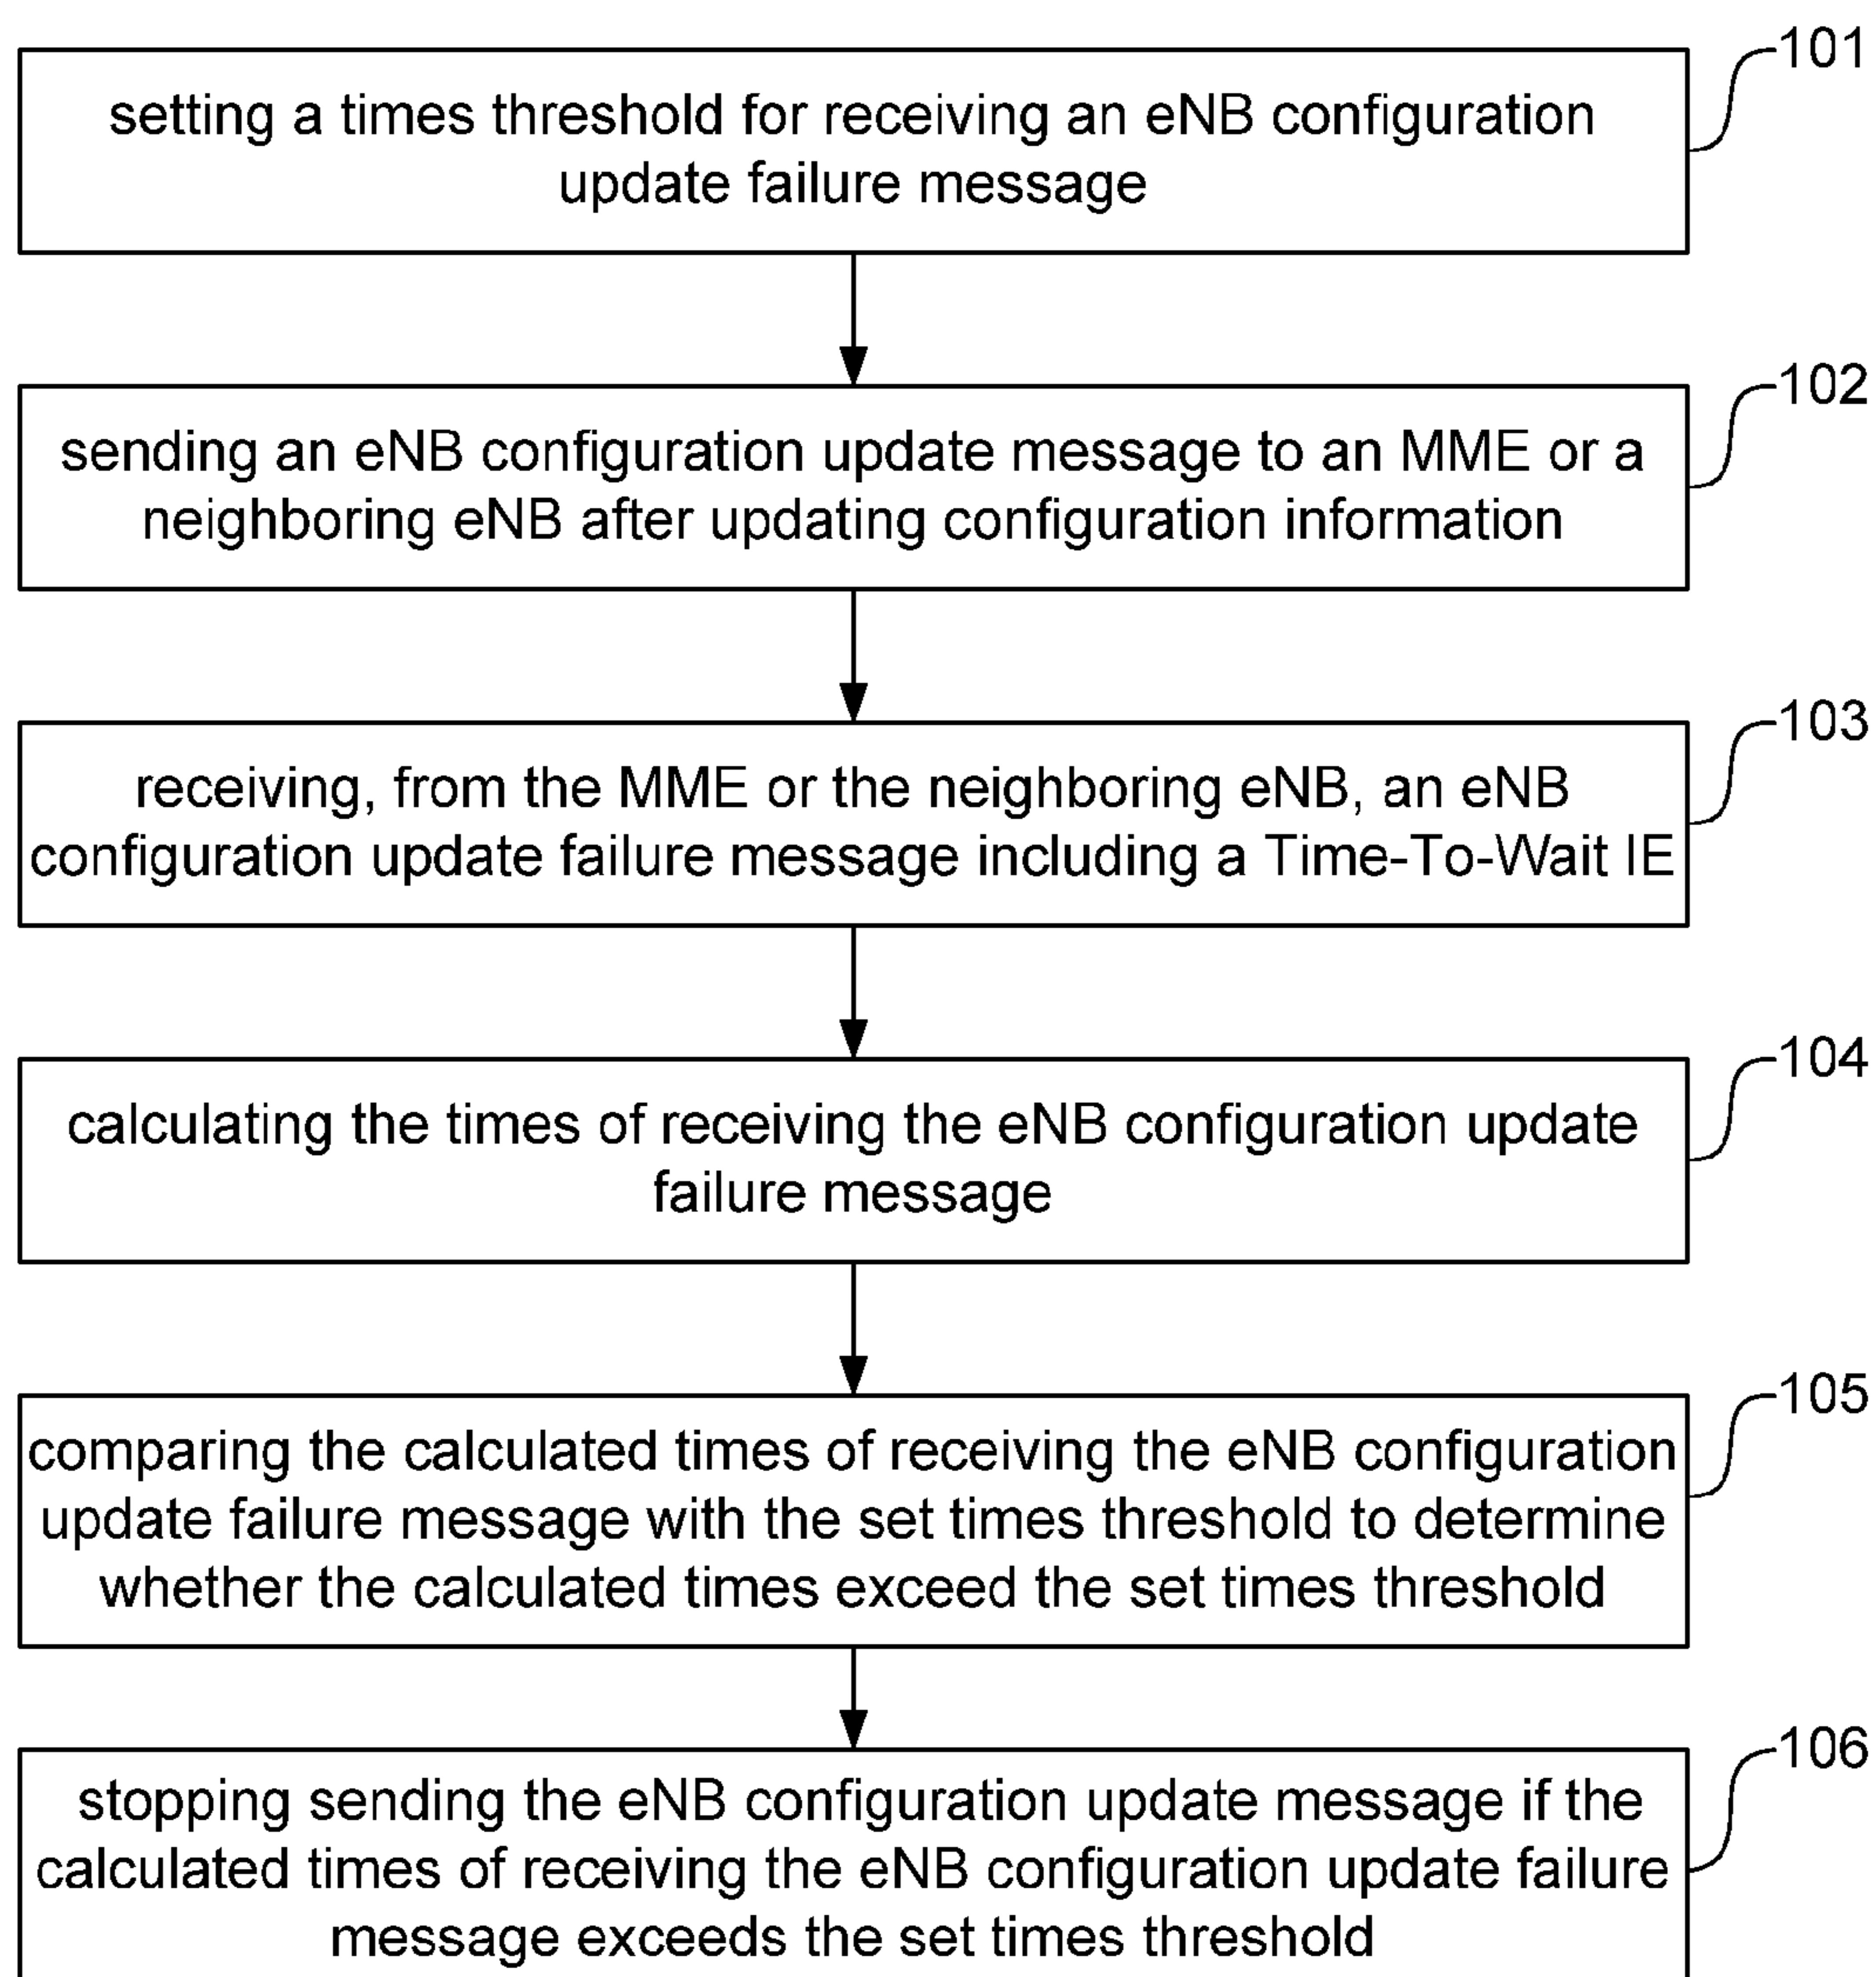 101
setting a times threshold for receiving an eNB configuration
update failure message
102
sending an eNB configuration update message to an MME or a
neighboring eNB after updating configuration information
103
receiving, from the MME or the neighboring eNB, an eNB
configuration update failure message including a Time-To-Wait IE
104
calculating the times of receiving the eNB configuration update
failure message
105
comparing the calculated times of receiving the eNB configuration
update failure message with the set times threshold to determine
whether the calculated times exceed the set times threshold
106
stopping sending the eNB configuration update message if the
calculated times of receiving the eNB configuration update failure
message exceeds the set times threshold